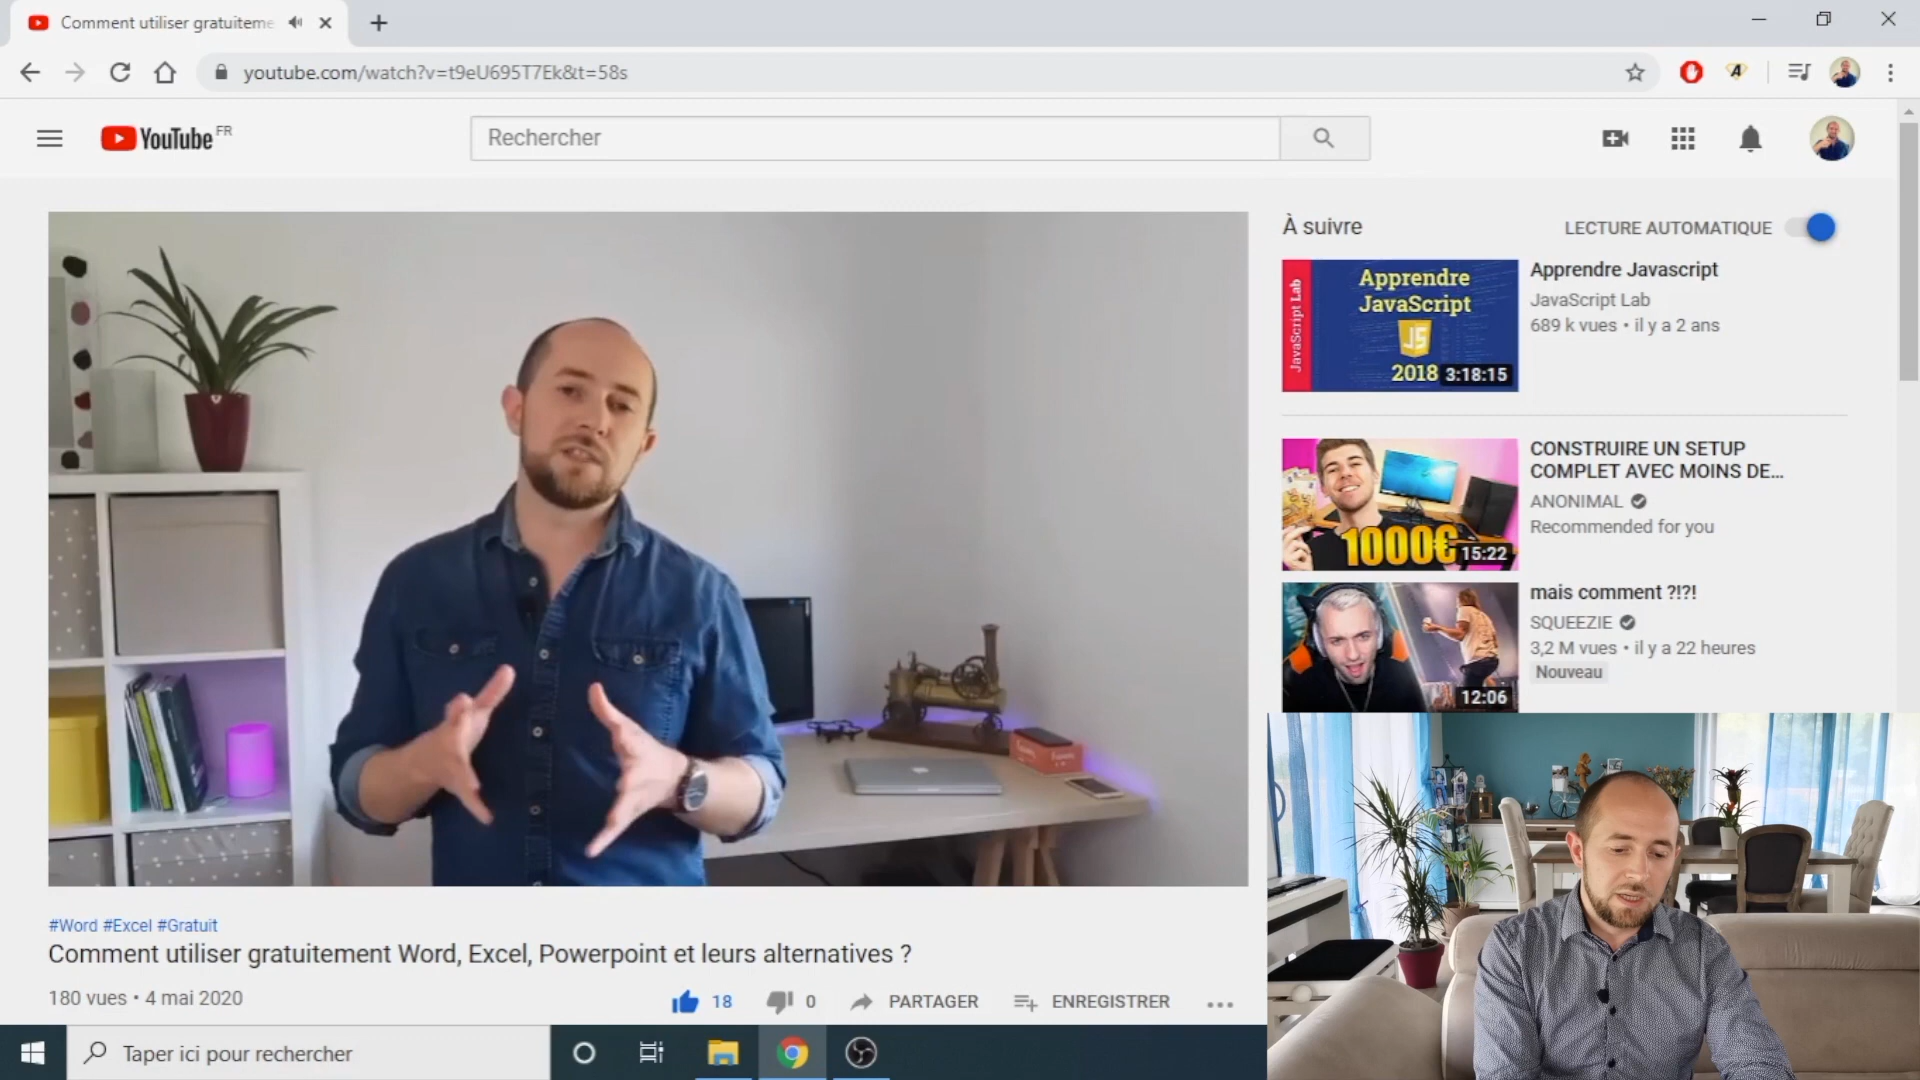 Comment utiliser gratuiteme
youtube.com/watch?v=t9eU695T7Ek&t=58s
YouTube FR
Rechercher
À suivre
LECTURE AUTOMATIQUE
JavaScript Lab
Apprendre
JavaScript
JS
2018
3:18:15
Apprendre Javascript
JavaScript Lab
689 k vues • il y a 2 ans
1000€
15:22
CONSTRUIRE UN SETUP
COMPLET AVEC MOINS DE...
ANONIMAL
Recommended for you
12:06
mais comment ?!?!
SQUEEZIE
3,2 M vues • il y a 22 heures
Nouveau
#Word #Excel #Gratuit
Comment utiliser gratuitement Word, Excel, Powerpoint et leurs alternatives ?
180 vues • 4 mai 2020
18
0
PARTAGER
ENREGISTRER
Taper ici pour rechercher